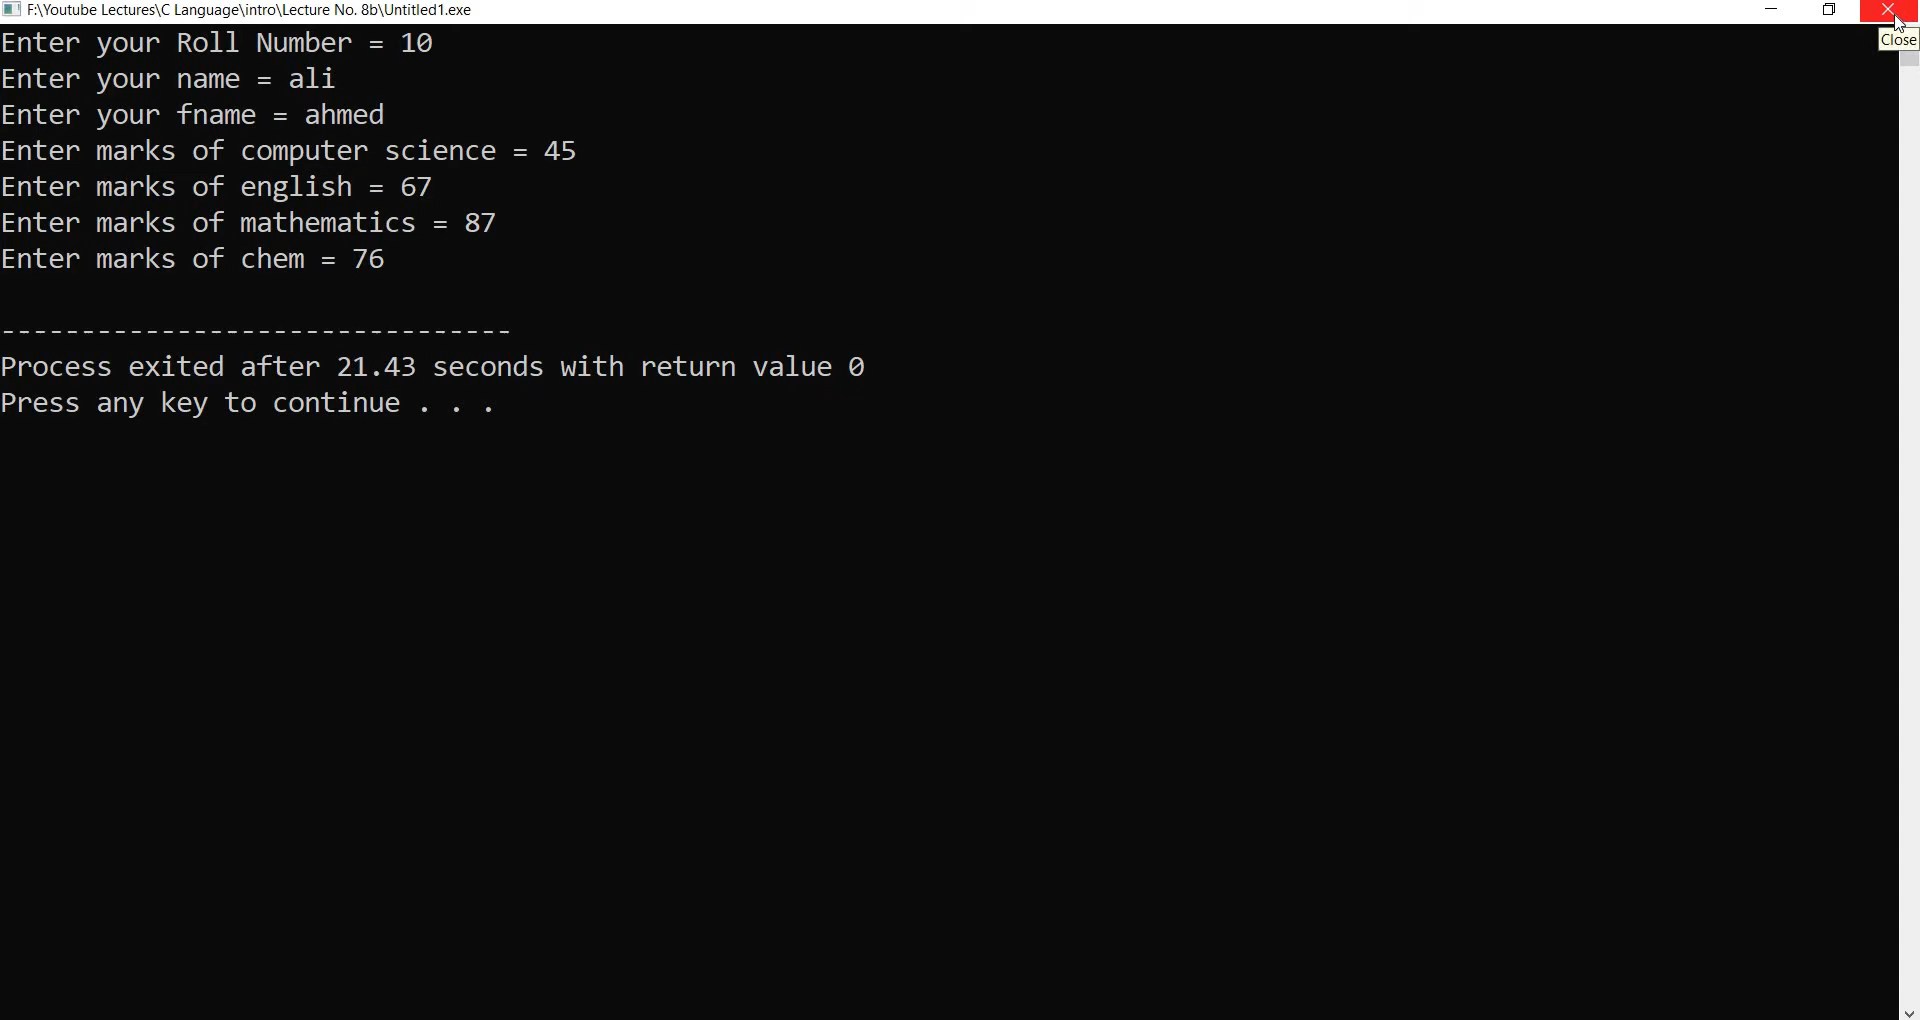 F:\Youtube Lectures\C Language\intro\Lecture No. 8b\Untitled1.exe
Close
Enter your Roll Number = 10
Enter your name = ali
Enter your fname = ahmed
Enter marks of computer science = 45
Enter marks of english = 67
Enter marks of mathematics = 87
Enter marks of chem = 76
--------------------------------
Process exited after 21.43 seconds with return value 0
Press any key to continue . . .